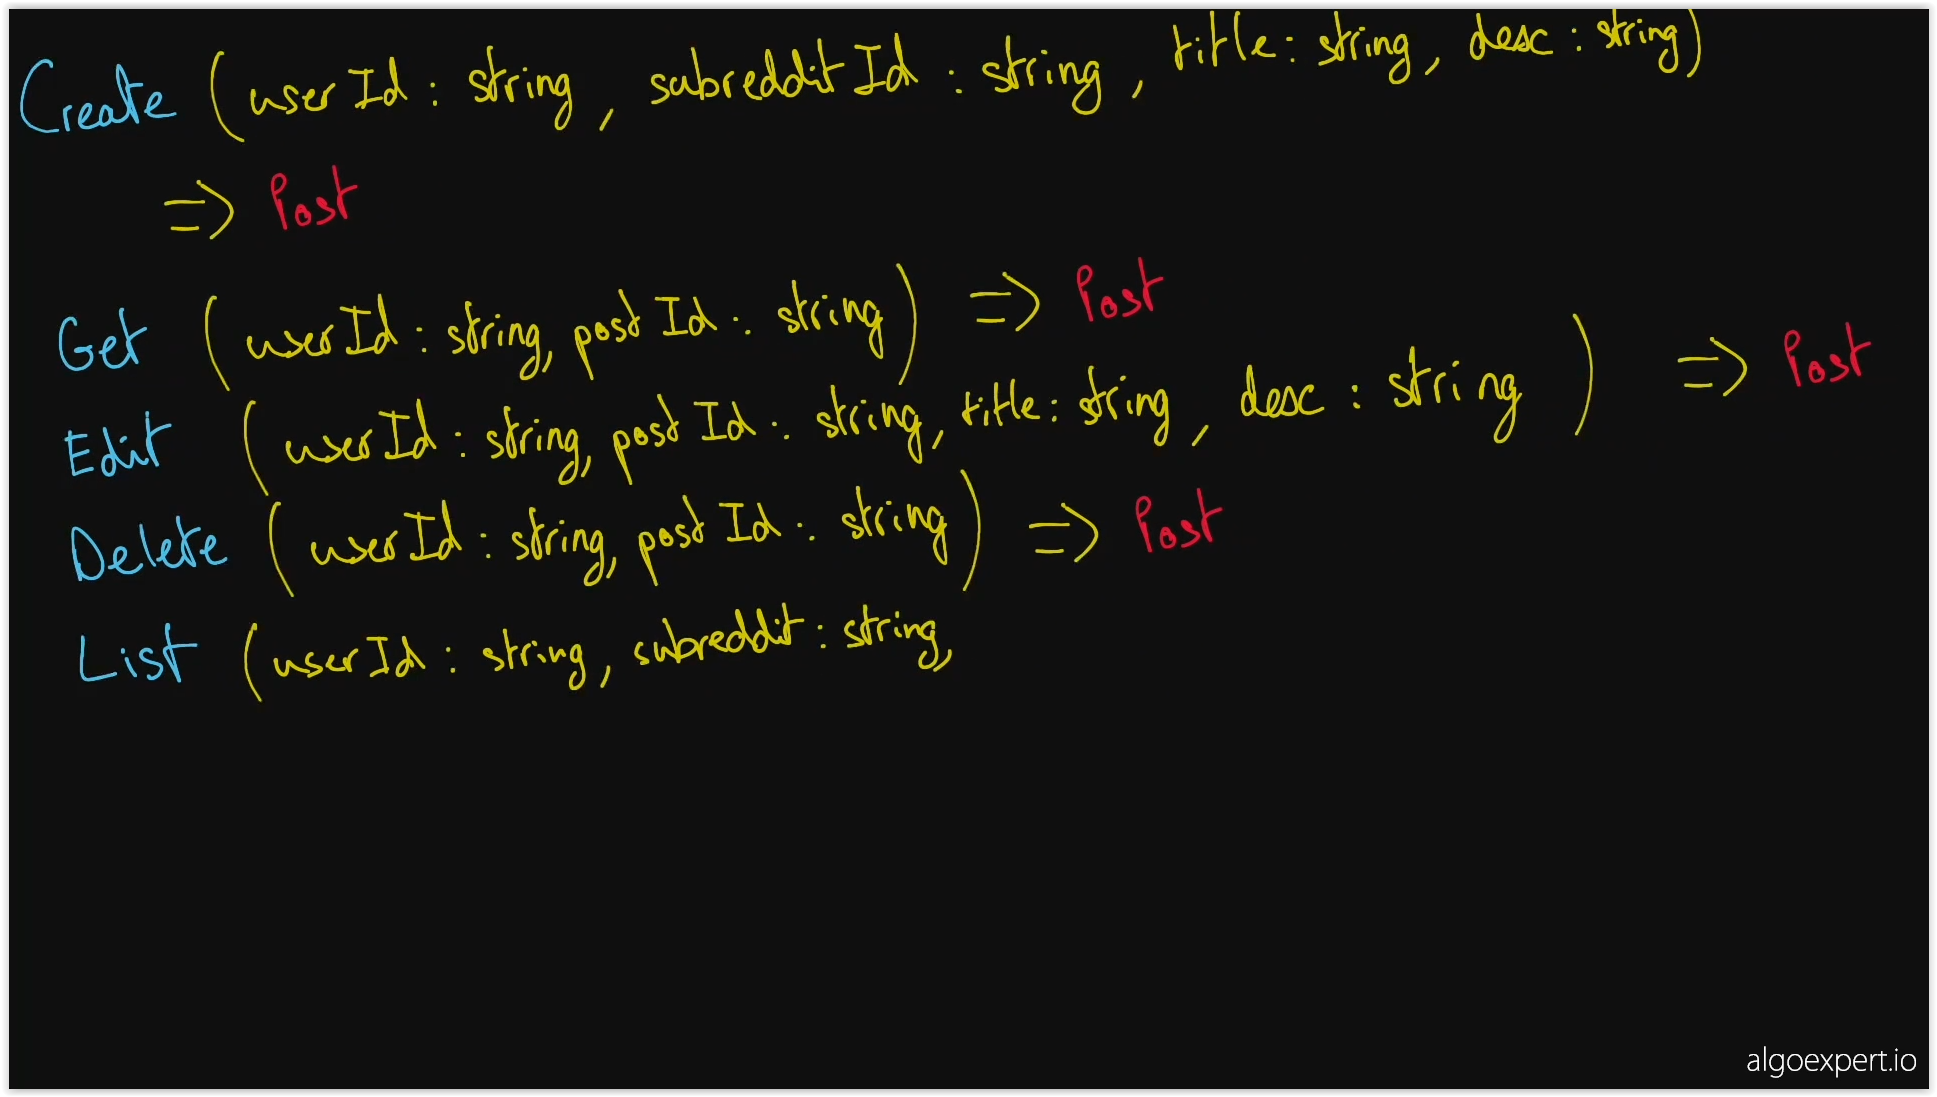 Create (userId : string, subredditId : string, title : string, desc : string)
=> Post
Get (userId : string, postId : string) => Post
Edit (userId : string, postId : string, title : string, desc : string) => Post
Delete (userId : string, postId : string) => Post
List (userId : string, subreddit : string,
algoexpert.io